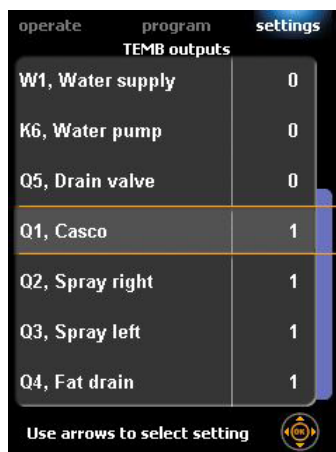 operate program settings
TEMB outputs
W1, Water supply 0
K6, Water pump 0
Q5, Drain valve 0
Q1, Casco 1
Q2, Spray right 1
Q3, Spray left 1
Q4, Fat drain 1
Use arrows to select setting OK